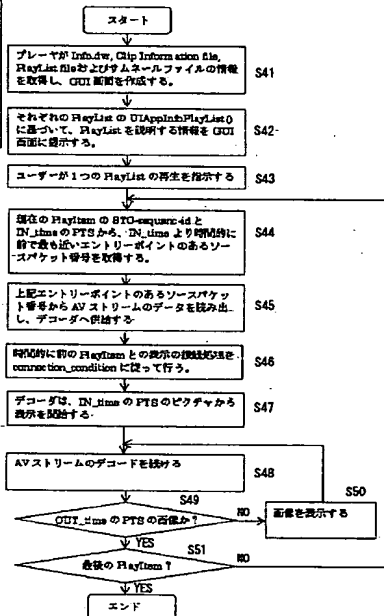 スタート
プレーヤが Info.dvr, Clip Information file,
PlayList file およびサムネールファイルの情報
を取得し、GUI 画面を作成する。
S41
それぞれの PlayList の UIAppInfoPlayList()
に基づいて、PlayList を説明する情報を GUI
画面に提示する。
S42
ユーザーが 1 つの PlayList の再生を指示する
S43
現在の PlayItem の STC-sequence-id と
IN_time の PTS から、IN_time より時間的に
前で最も近いエントリーポイントのあるソー
スパケット番号を取得する。
S44
上記エントリーポイントのあるソースパケッ
ト番号から AV ストリームのデータを読み出
し、デコーダへ供給する
S45
時間的に前の PlayItem との表示の接続処理を
connection_condition に従って行う。
S46
デコーダは、IN_time の PTS のピクチャから
表示を開始する
S47
AV ストリームのデコードを続ける
S48
S49
OUT_time の PTS の画像か?
NO
S50
画像を表示する
YES
S51
最後の PlayItem ?
NO
YES
エンド